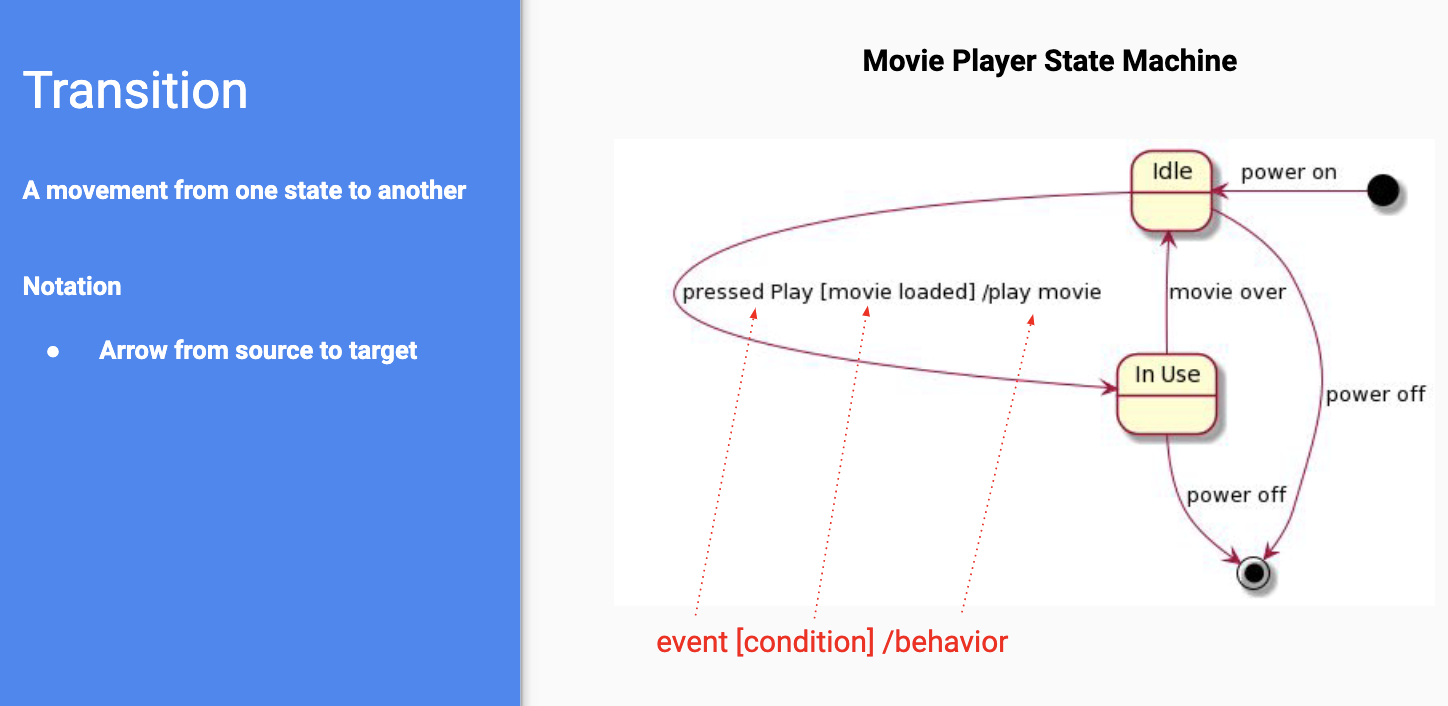 Transition
A movement from one state to another
Notation
● Arrow from source to target
Movie Player State Machine
Idle
power on
pressed Play [movie loaded] /play movie
movie over
In Use
power off
power off
event [condition] /behavior